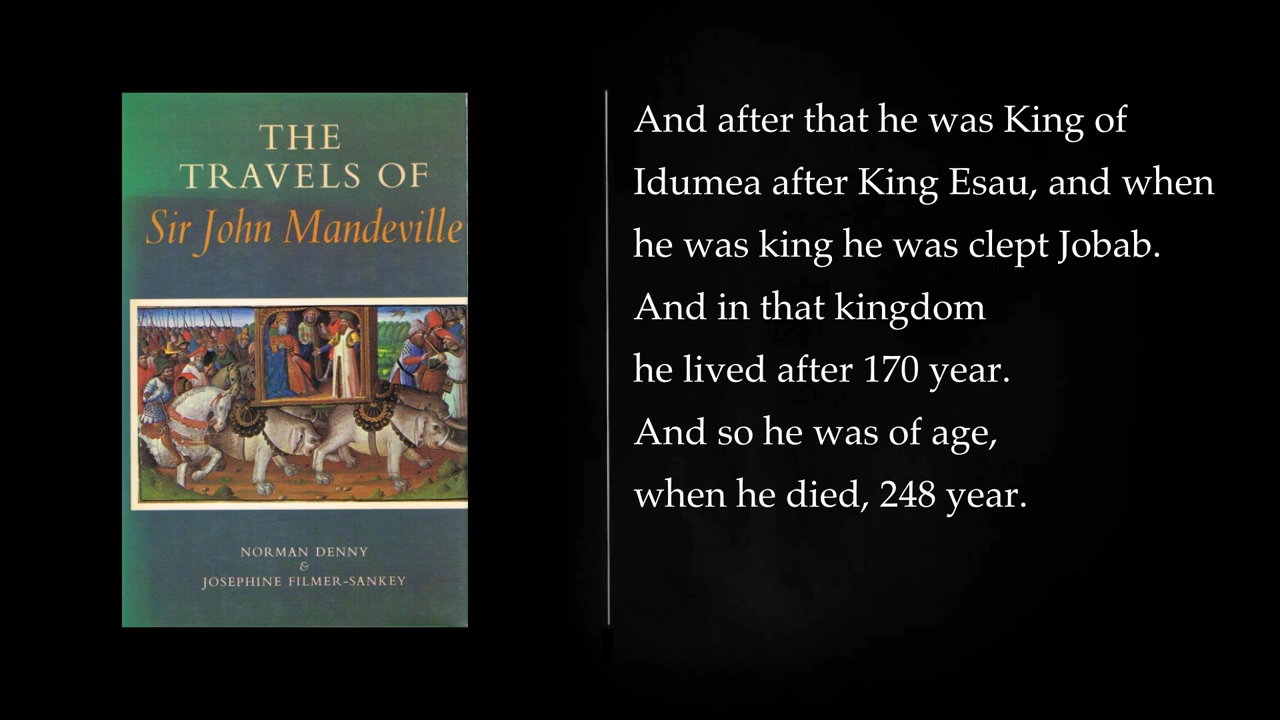 THE
TRAVELS OF
Sir John Mandeville
NORMAN DENNY
&
JOSEPHINE FILMER-SANKEY
And after that he was King of
Idumea after King Esau, and when
he was king he was clept Jobab.
And in that kingdom
he lived after 170 year.
And so he was of age,
when he died, 248 year.